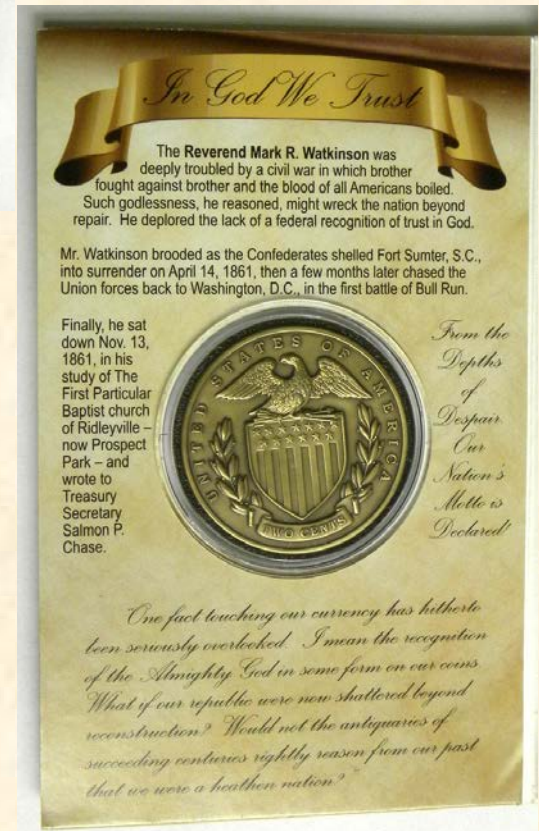 In God We Trust
The Reverend Mark R. Watkinson was
deeply troubled by a civil war in which brother
fought against brother and the blood of all Americans boiled.
Such godlessness, he reasoned, might wreck the nation beyond
repair. He deplored the lack of a federal recognition of trust in God.
Mr. Watkinson brooded as the Confederates shelled Fort Sumter, S.C.,
into surrender on April 14, 1861, then a few months later chased the
Union forces back to Washington, D.C., in the first battle of Bull Run.
Finally, he sat
down Nov. 13,
1861, in his
study of The
First Particular
Baptist church
of Ridleyville –
now Prospect
Park – and
wrote to
Treasury
Secretary
Salmon P.
Chase.
UNITED STATES OF AMERICA
TWO CENTS
From the
Depths
of
Despair
Our
Nation's
Motto is
Declared!
"One fact touching our currency has hitherto
been seriously overlooked. I mean the recognition
of the Almighty God in some form on our coins.
What if our republic were now shattered beyond
reconstruction? Would not the antiquaries of
succeeding centuries rightly reason from our past
that we were a heathen nation?"